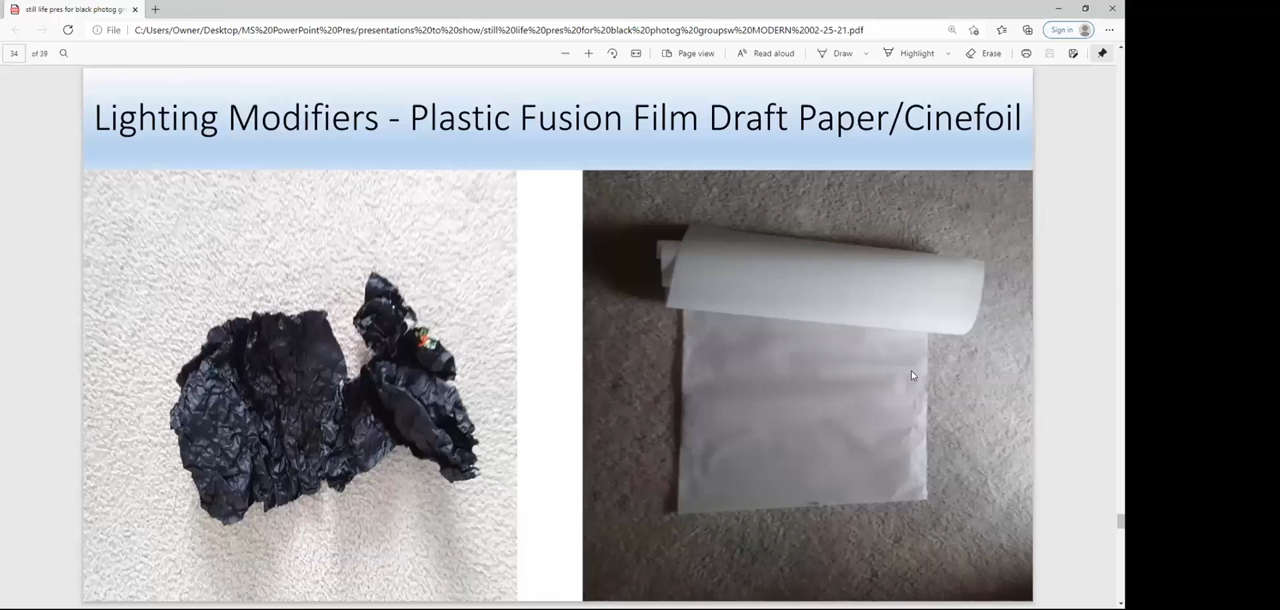 still life pres for black photog gr
File
C:/Users/Owner/Desktop/MS%20PowerPoint%20Pres/presentations%20to%20show/still%20life%20pres%20for%20black%20photog%20groupsw%20MODERN%2002-25-21.pdf
Sign in
34 of 39
Page view
Read aloud
Draw
Highlight
Erase
Lighting Modifiers - Plastic Fusion Film Draft Paper/Cinefoil